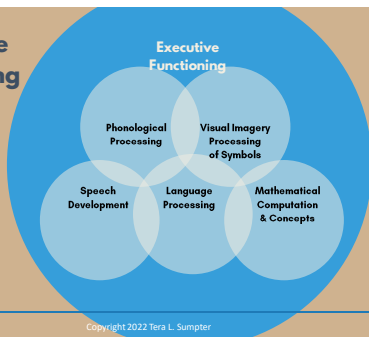 e
ng
Executive
Functioning
Phonological
Processing
Visual Imagery
Processing
of Symbols
Speech
Development
Language
Processing
Mathematical
Computation
& Concepts
Copyright 2022 Tera L. Sumpter